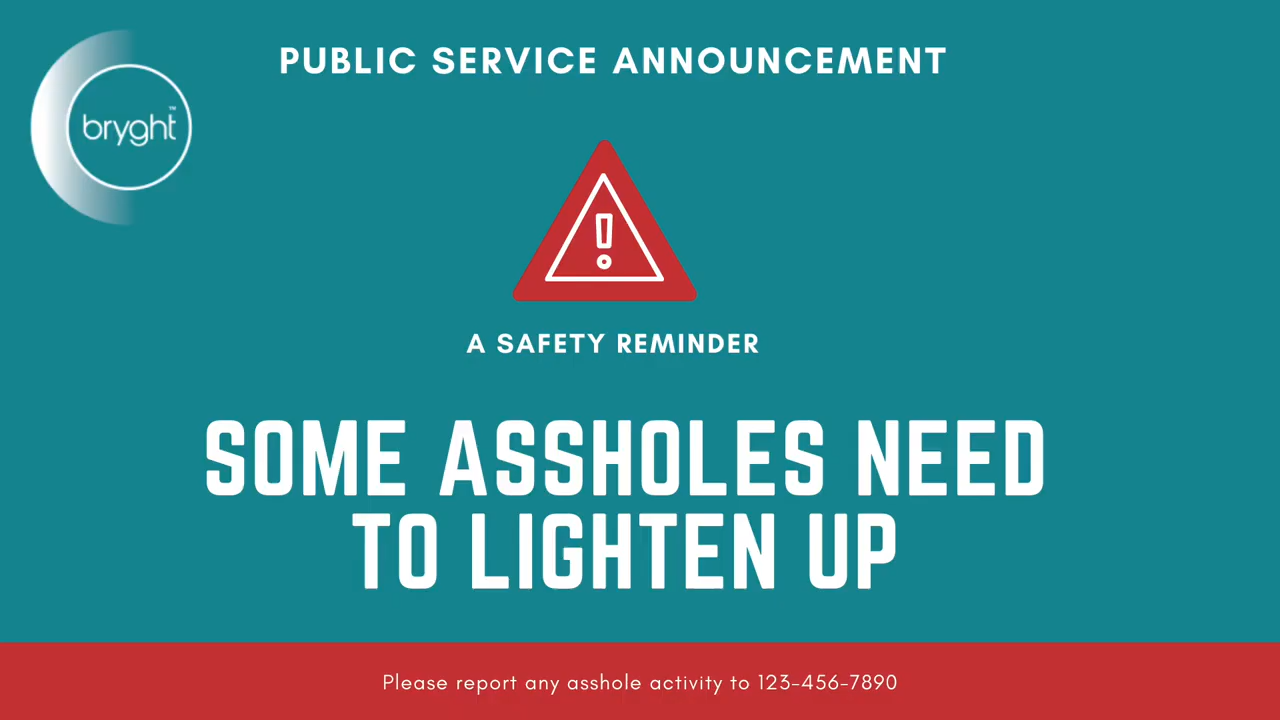 PUBLIC SERVICE ANNOUNCEMENT
bryght™
A SAFETY REMINDER
SOME ASSHOLES NEED
TO LIGHTEN UP
Please report any asshole activity to 123-456-7890